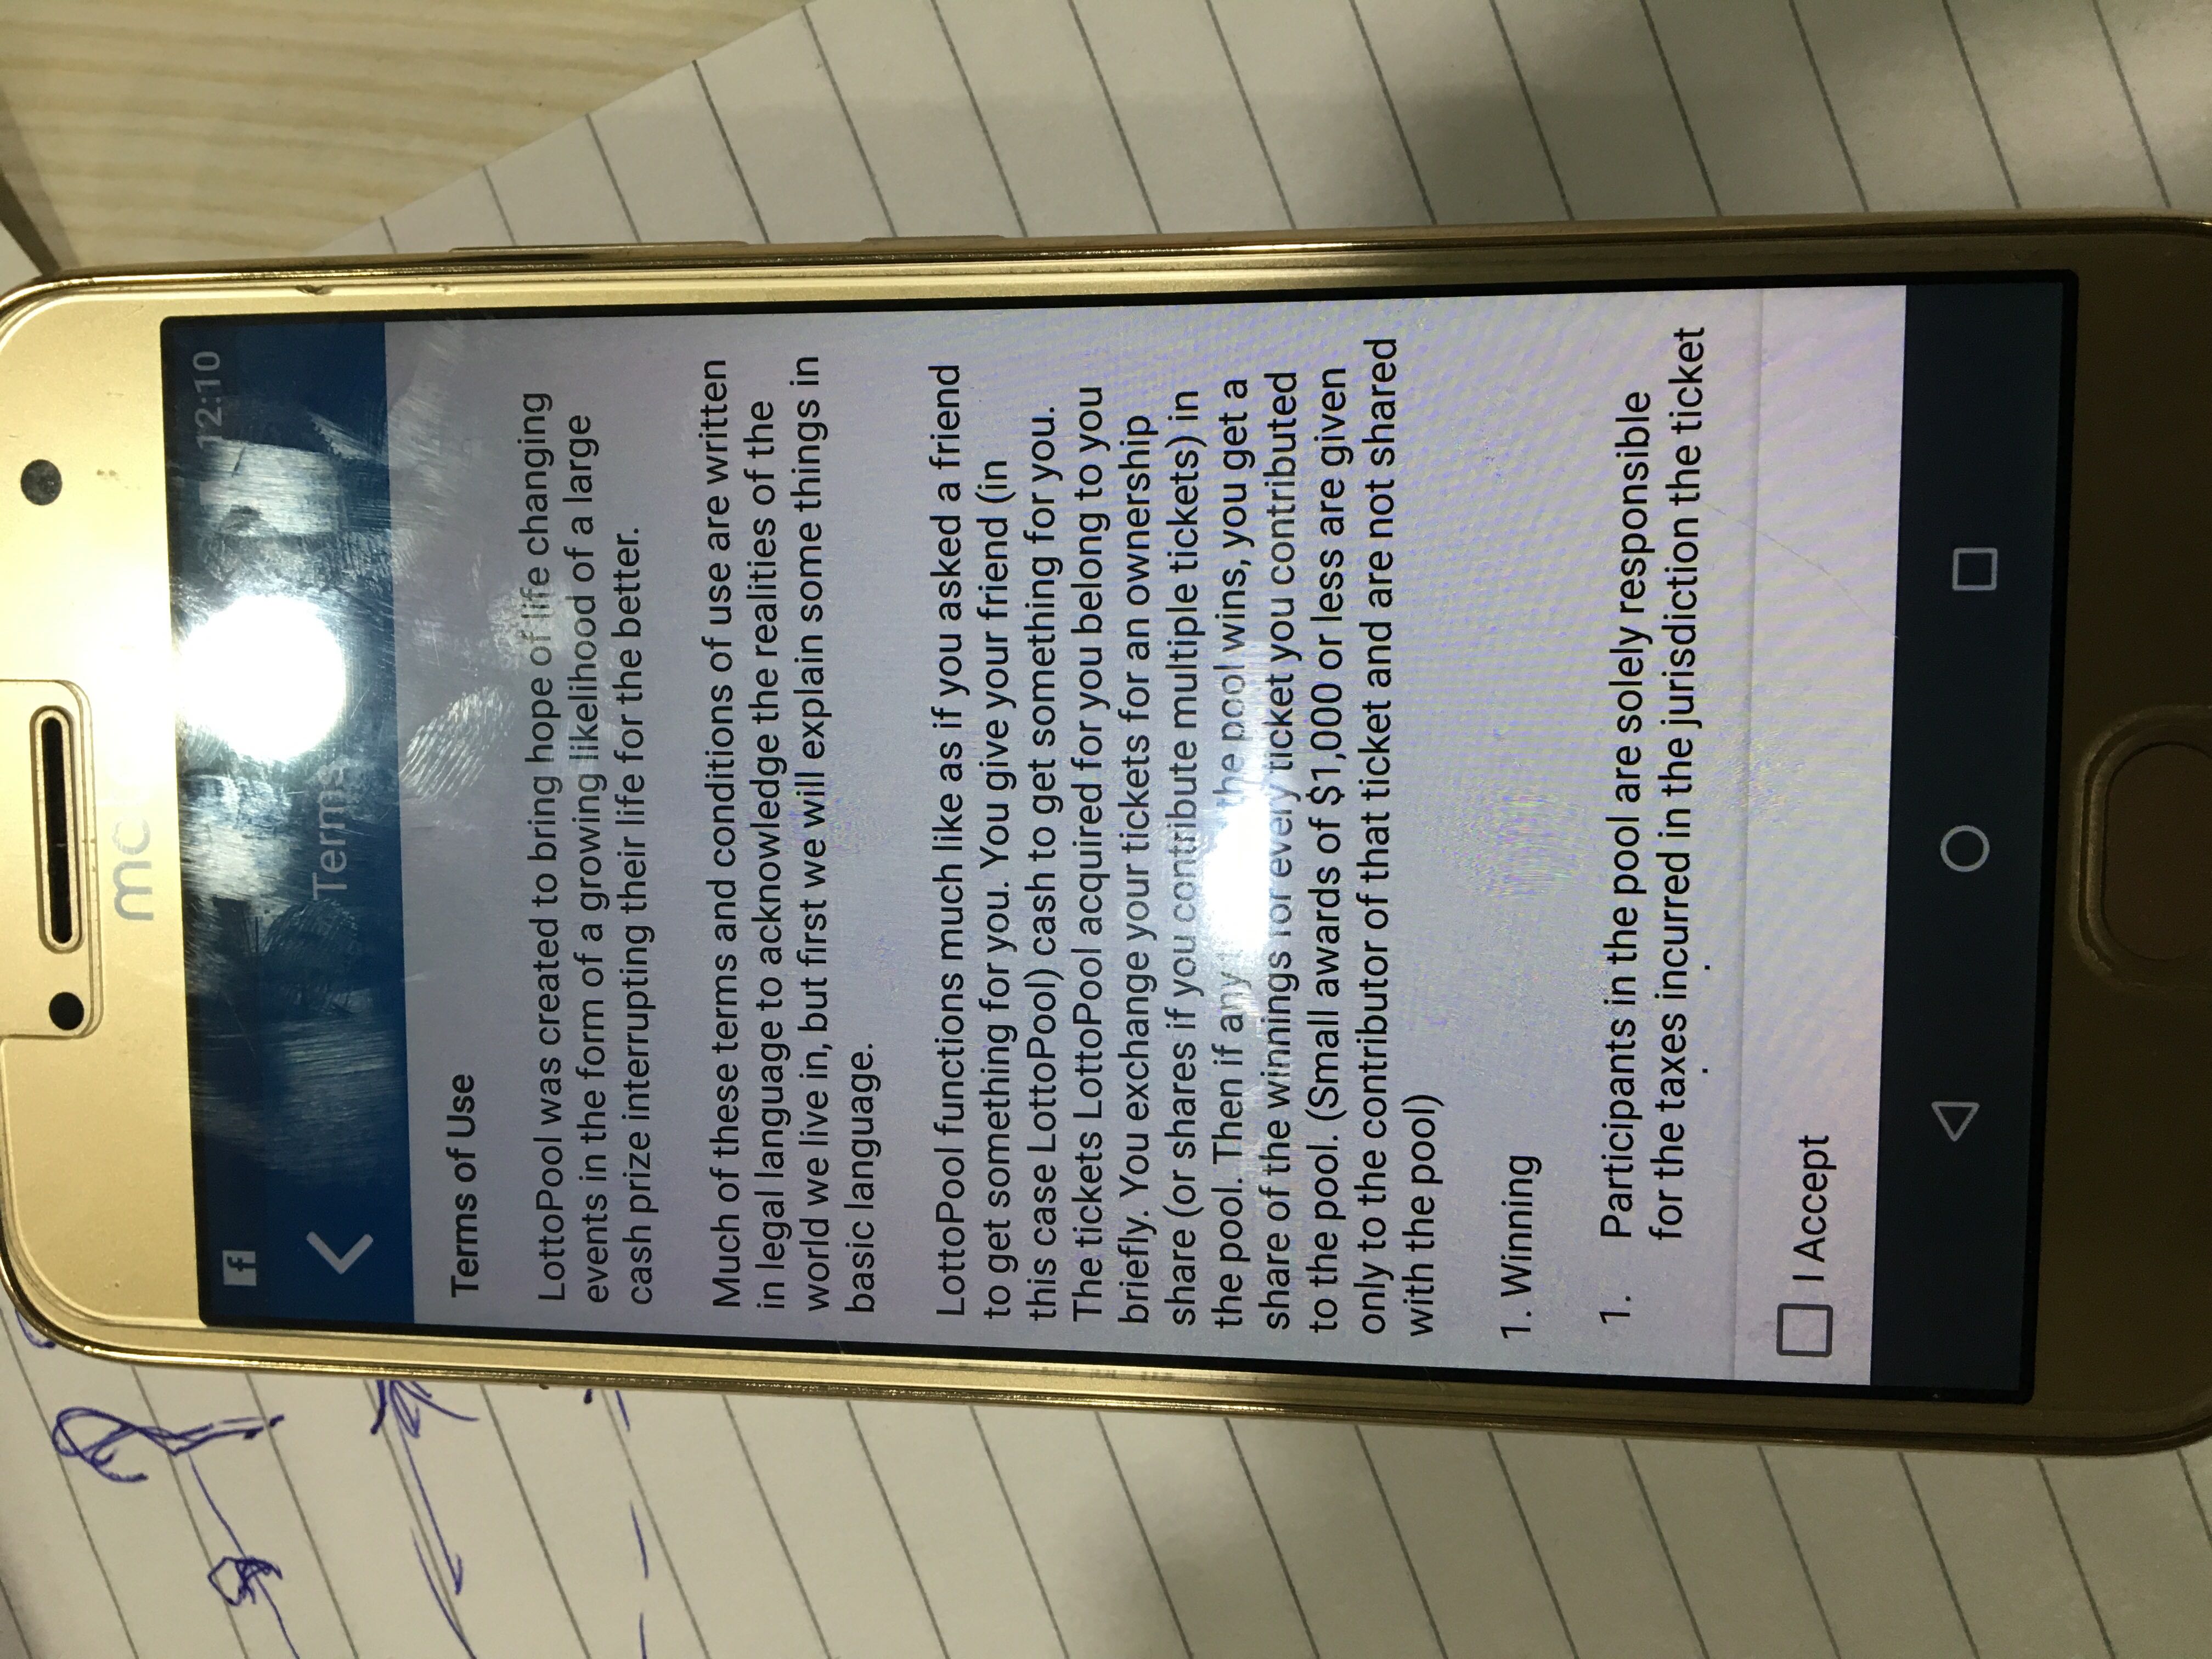 12:10
Terms
Terms of Use
LottoPool was created to bring hope of life changing
events in the form of a growing likelihood of a large
cash prize interrupting their life for the better.
Much of these terms and conditions of use are written
in legal language to acknowledge the realities of the
world we live in, but first we will explain some things in
basic language.
LottoPool functions much like as if you asked a friend
to get something for you. You give your friend (in
this case LottoPool) cash to get something for you.
The tickets LottoPool acquired for you belong to you
briefly. You exchange your tickets for an ownership
share (or shares if you contribute multiple tickets) in
the pool. Then if any the pool wins, you get a
share of the winnings for every ticket you contributed
to the pool. (Small awards of $1,000 or less are given
only to the contributor of that ticket and are not shared
with the pool)
1. Winning
1. Participants in the pool are solely responsible
for the taxes incurred in the jurisdiction the ticket
I Accept